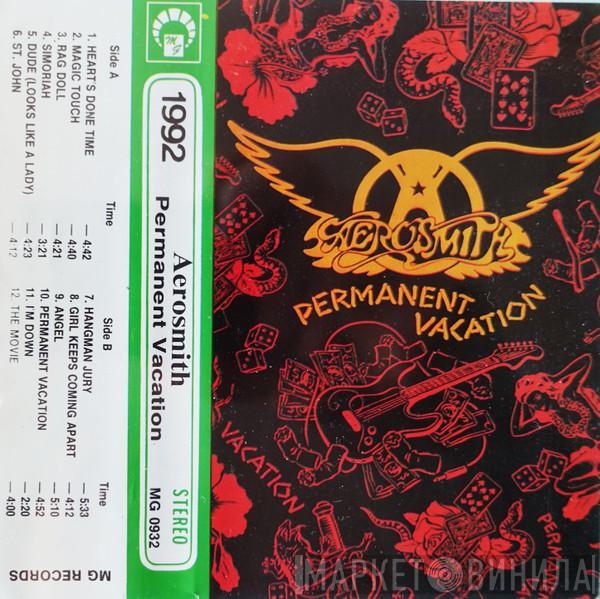 Side A
Time
1. HEART'S DONE TIME — 4:42
2. MAGIC TOUCH — 4:40
3. RAG DOLL — 4:21
4. SIMORIAH — 3:21
5. DUDE (LOOKS LIKE A LADY) — 4:23
6. ST. JOHN — 4:12
Side B
Time
7. HANGMAN JURY — 5:33
8. GIRL KEEPS COMING APART — 4:12
9. ANGEL — 5:10
10. PERMANENT VACATION — 4:52
11. I'M DOWN — 2:20
12. THE MOVIE — 4:00
MG RECORDS
MG
1992
Aerosmith
Permanent Vacation
STEREO
MG 0932
AEROSMITH
PERMANENT
VACATION
VACATION
PERM
МАРКЕТ ВИНИЛА